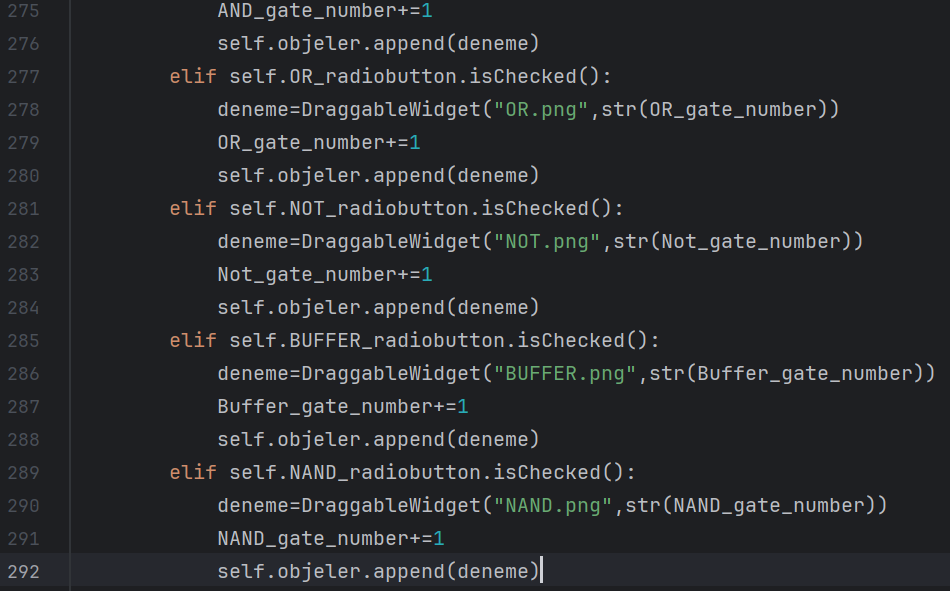 275 AND_gate_number+=1
276 self.objeler.append(deneme)
277 elif self.OR_radiobutton.isChecked():
278 deneme=DraggableWidget("OR.png",str(OR_gate_number))
279 OR_gate_number+=1
280 self.objeler.append(deneme)
281 elif self.NOT_radiobutton.isChecked():
282 deneme=DraggableWidget("NOT.png",str(Not_gate_number))
283 Not_gate_number+=1
284 self.objeler.append(deneme)
285 elif self.BUFFER_radiobutton.isChecked():
286 deneme=DraggableWidget("BUFFER.png",str(Buffer_gate_number))
287 Buffer_gate_number+=1
288 self.objeler.append(deneme)
289 elif self.NAND_radiobutton.isChecked():
290 deneme=DraggableWidget("NAND.png",str(NAND_gate_number))
291 NAND_gate_number+=1
292 self.objeler.append(deneme)